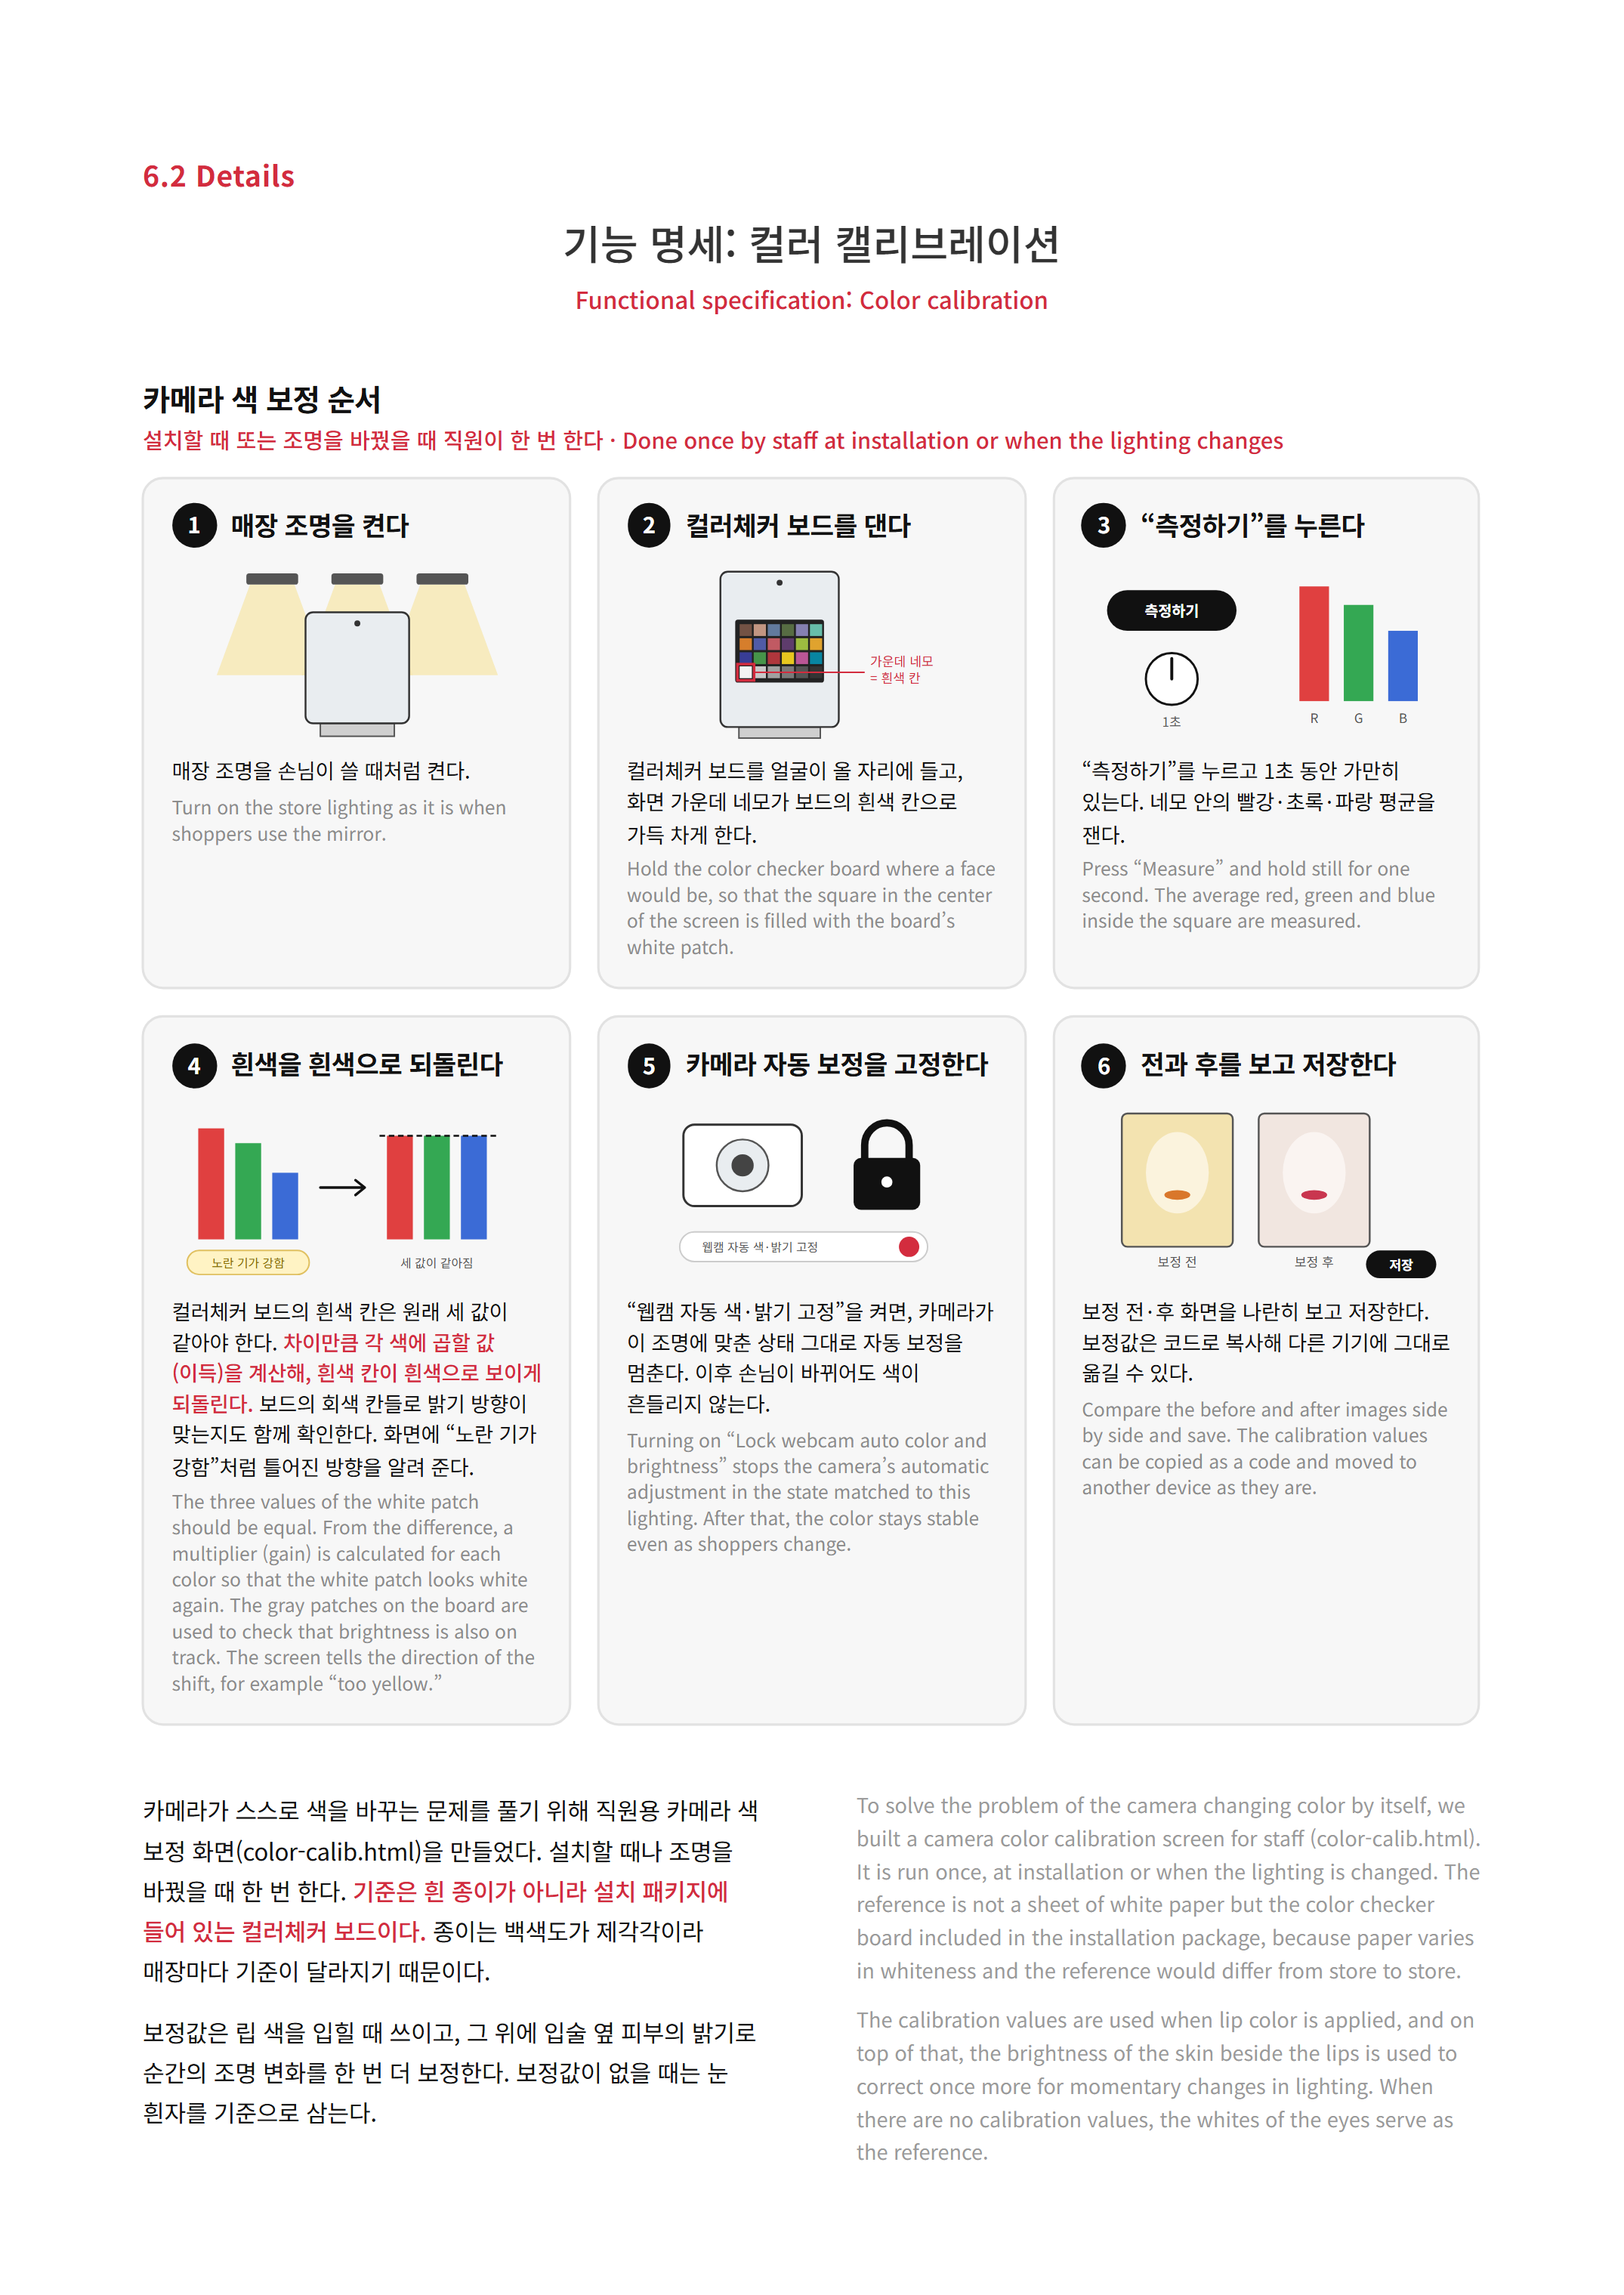 6.2 Details
기능 명세: 컬러 캘리브레이션
Functional specification: Color calibration
카메라 색 보정 순서
설치할 때 또는 조명을 바꿨을 때 직원이 한 번 한다 · Done once by staff at installation or when the lighting changes
1 매장 조명을 켠다
매장 조명을 손님이 쓸 때처럼 켠다.
Turn on the store lighting as it is when
shoppers use the mirror.
2 컬러체커 보드를 댄다
가운데 네모
= 흰색 칸
컬러체커 보드를 얼굴이 올 자리에 들고,
화면 가운데 네모가 보드의 흰색 칸으로
가득 차게 한다.
Hold the color checker board where a face
would be, so that the square in the center
of the screen is filled with the board’s
white patch.
3 “측정하기”를 누른다
측정하기
1초
R G B
“측정하기”를 누르고 1초 동안 가만히
있는다. 네모 안의 빨강·초록·파랑 평균을
잰다.
Press “Measure” and hold still for one
second. The average red, green and blue
inside the square are measured.
4 흰색을 흰색으로 되돌린다
노란 기가 강함
세 값이 같아짐
컬러체커 보드의 흰색 칸은 원래 세 값이
같아야 한다. 차이만큼 각 색에 곱할 값
(이득)을 계산해, 흰색 칸이 흰색으로 보이게
되돌린다. 보드의 회색 칸들로 밝기 방향이
맞는지도 함께 확인한다. 화면에 “노란 기가
강함”처럼 틀어진 방향을 알려 준다.
The three values of the white patch
should be equal. From the difference, a
multiplier (gain) is calculated for each
color so that the white patch looks white
again. The gray patches on the board are
used to check that brightness is also on
track. The screen tells the direction of the
shift, for example “too yellow.”
5 카메라 자동 보정을 고정한다
웹캠 자동 색·밝기 고정
“웹캠 자동 색·밝기 고정”을 켜면, 카메라가
이 조명에 맞춘 상태 그대로 자동 보정을
멈춘다. 이후 손님이 바뀌어도 색이
흔들리지 않는다.
Turning on “Lock webcam auto color and
brightness” stops the camera’s automatic
adjustment in the state matched to this
lighting. After that, the color stays stable
even as shoppers change.
6 전과 후를 보고 저장한다
보정 전
보정 후
저장
보정 전·후 화면을 나란히 보고 저장한다.
보정값은 코드로 복사해 다른 기기에 그대로
옮길 수 있다.
Compare the before and after images side
by side and save. The calibration values
can be copied as a code and moved to
another device as they are.
카메라가 스스로 색을 바꾸는 문제를 풀기 위해 직원용 카메라 색
보정 화면(color-calib.html)을 만들었다. 설치할 때나 조명을
바꿨을 때 한 번 한다. 기준은 흰 종이가 아니라 설치 패키지에
들어 있는 컬러체커 보드이다. 종이는 백색도가 제각각이라
매장마다 기준이 달라지기 때문이다.
보정값은 립 색을 입힐 때 쓰이고, 그 위에 입술 옆 피부의 밝기로
순간의 조명 변화를 한 번 더 보정한다. 보정값이 없을 때는 눈
흰자를 기준으로 삼는다.
To solve the problem of the camera changing color by itself, we
built a camera color calibration screen for staff (color-calib.html).
It is run once, at installation or when the lighting is changed. The
reference is not a sheet of white paper but the color checker
board included in the installation package, because paper varies
in whiteness and the reference would differ from store to store.
The calibration values are used when lip color is applied, and on
top of that, the brightness of the skin beside the lips is used to
correct once more for momentary changes in lighting. When
there are no calibration values, the whites of the eyes serve as
the reference.